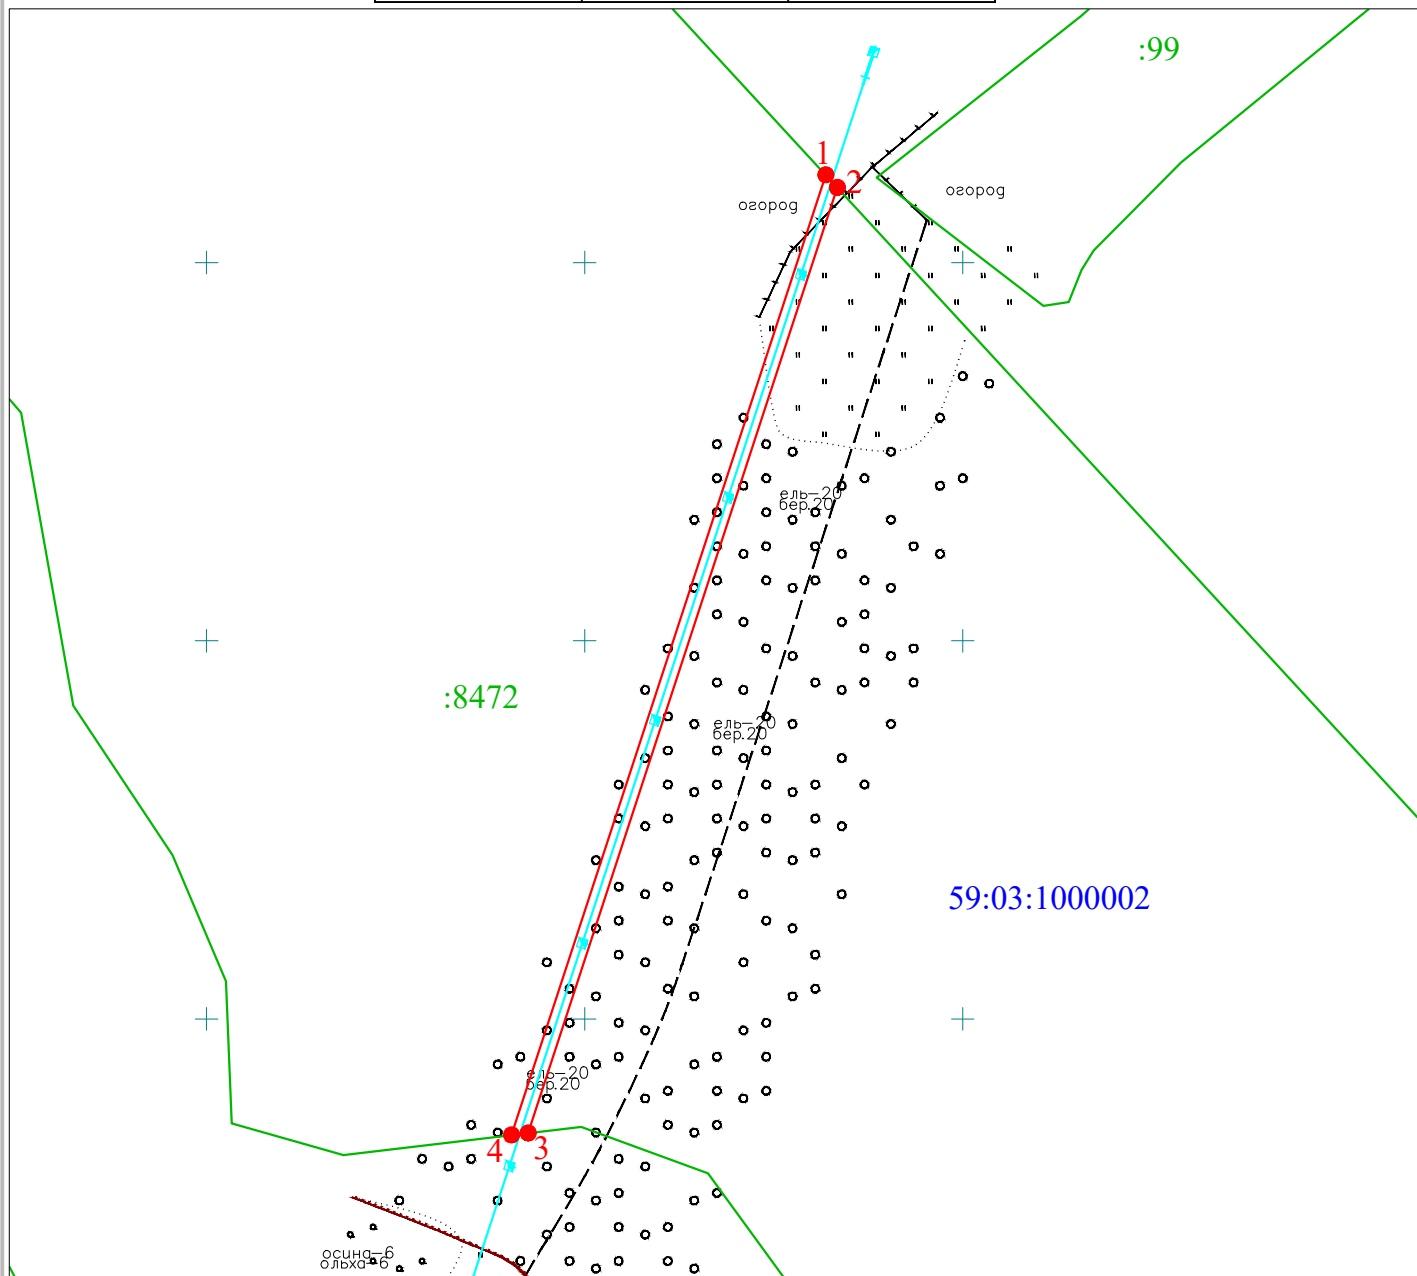 :99
1
2
огород
огород
ель-20
бер.20
:8472
ель-20
бер.20
59:03:1000002
ель-20
бер.20
4
3
осина-6
ольха-6